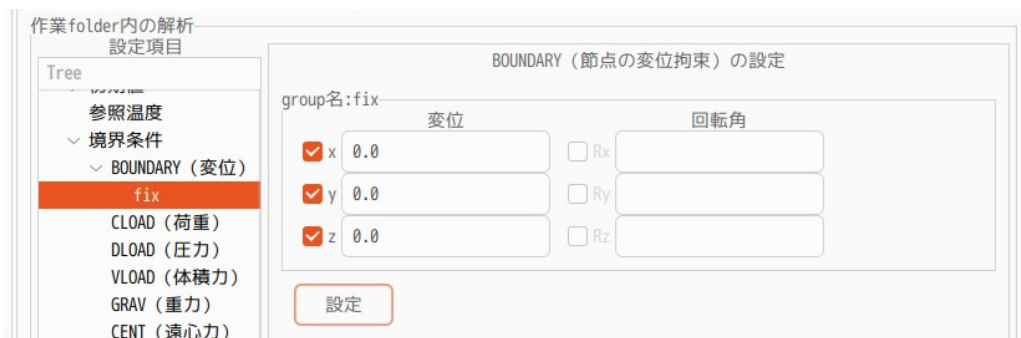 作業folder内の解析
設定項目
Tree
参照温度
境界条件
BOUNDARY (変位)
fix
CLOAD (荷重)
DLOAD (圧力)
VLOAD (体積力)
GRAV (重力)
CENT (遠心力)
BOUNDARY (節点の変位拘束) の設定
group名:fix
変位 回転角
x 0.0 Rx
y 0.0 Ry
z 0.0 Rz
設定